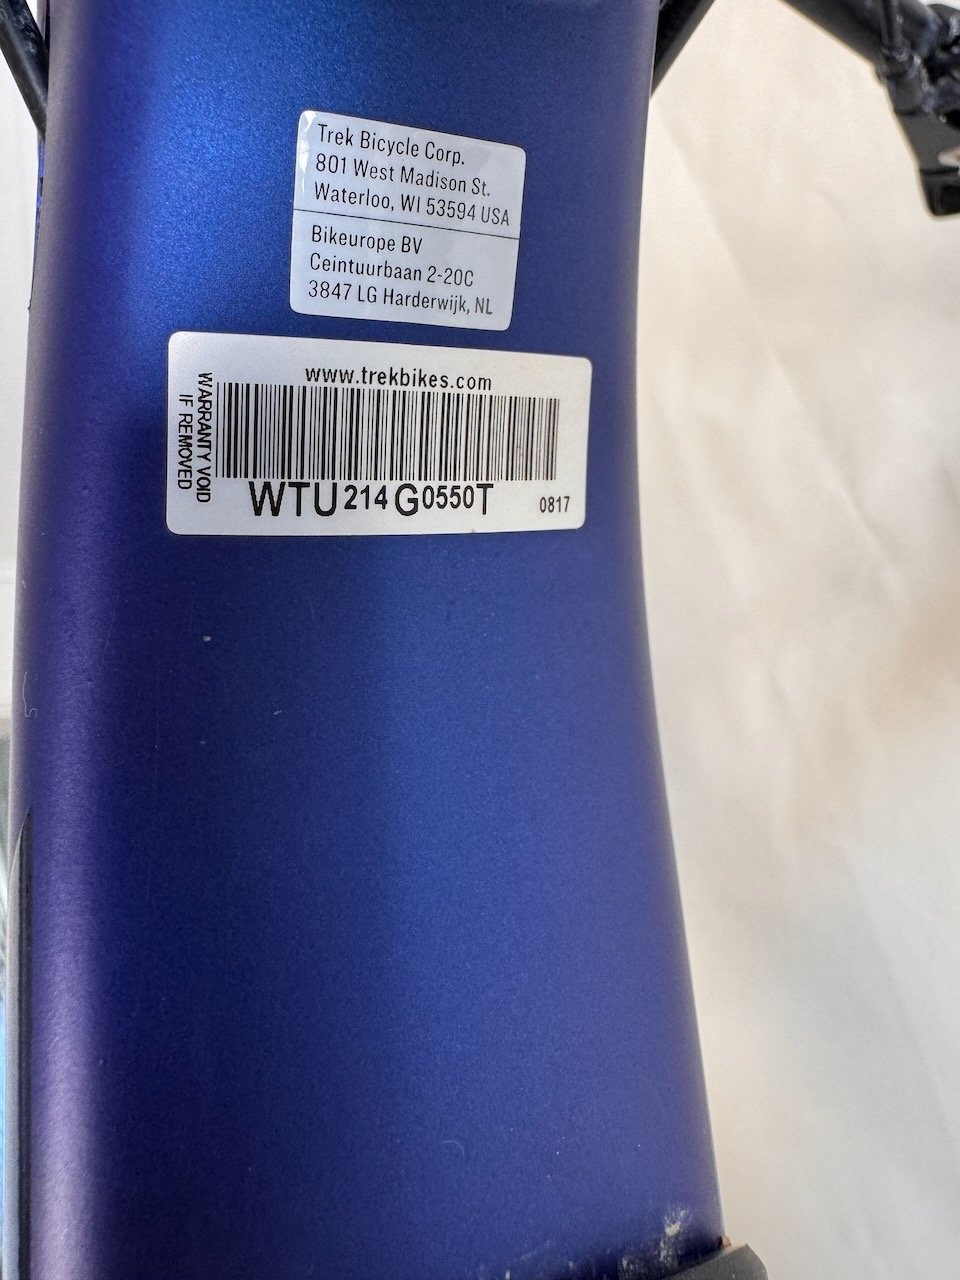 Trek Bicycle Corp.
801 West Madison St.
Waterloo, WI 53594 USA
Bikeurope BV
Ceintuurbaan 2-20C
3847 LG Harderwijk, NL
www.trekbikes.com
WARRANTY VOID
IF REMOVED
WTU214G0550T
0817